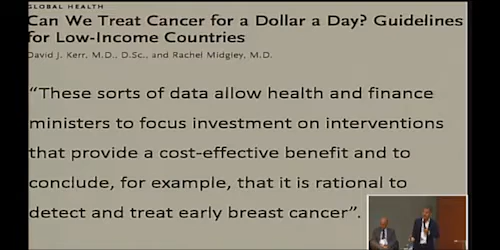 GLOBAL HEALTH
Can We Treat Cancer for a Dollar a Day? Guidelines
for Low-Income Countries
David J. Kerr, M.D., D.Sc., and Rachel Midgley, M.D.
“These sorts of data allow health and finance
ministers to focus investment on interventions
that provide a cost-effective benefit and to
conclude, for example, that it is rational to
detect and treat early breast cancer”.